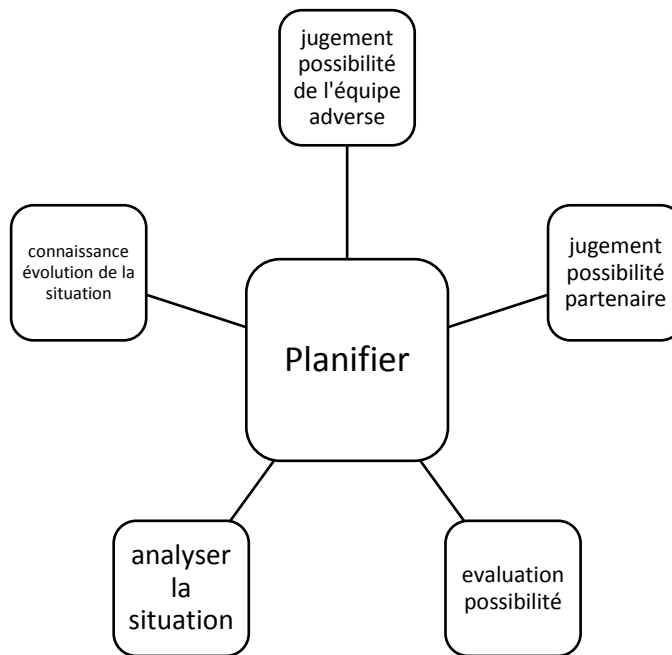 jugement
possibilité
de l'équipe
adverse
connaissance
évolution de la
situation
jugement
possibilité
partenaire
Planifier
analyser
la
situation
evaluation
possibilité